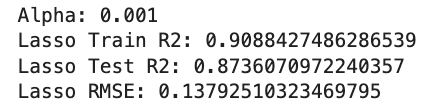 Alpha: 0.001
Lasso Train R2: 0.9088427486286539
Lasso Test R2: 0.8736070972240357
Lasso RMSE: 0.13792510323469795